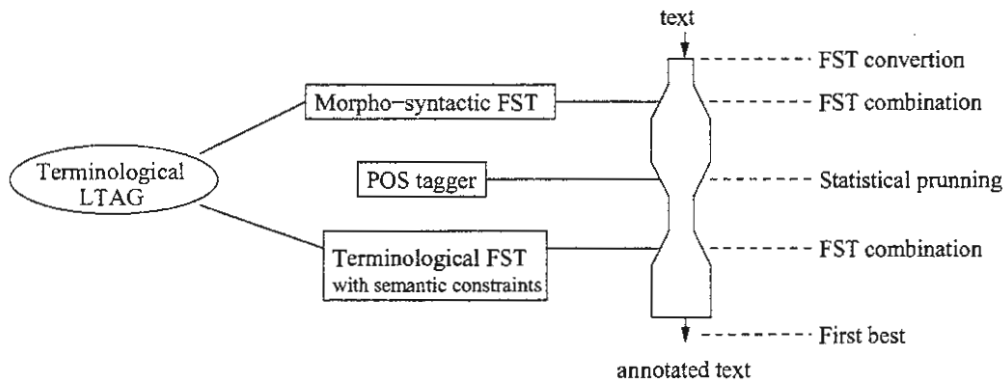 text
FST convertion
Morpho-syntactic FST
FST combination
Terminological
LTAG
POS tagger
Statistical prunning
Terminological FST
with semantic constraints
FST combination
First best
annotated text